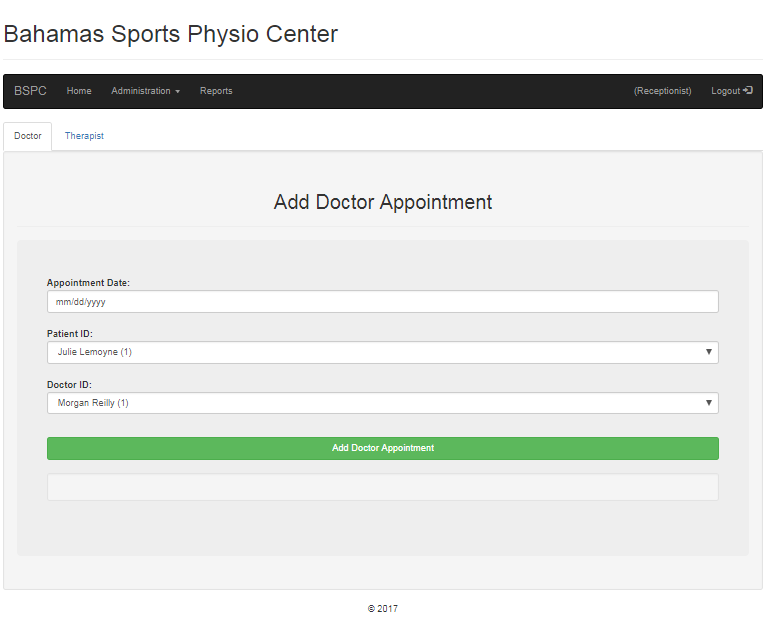 Bahamas Sports Physio Center
BSPC Home Administration Reports (Receptionist) Logout
Doctor Therapist
Add Doctor Appointment
Appointment Date:
mm/dd/yyyy
Patient ID:
Julie Lemoyne (1)
Doctor ID:
Morgan Reilly (1)
Add Doctor Appointment
© 2017